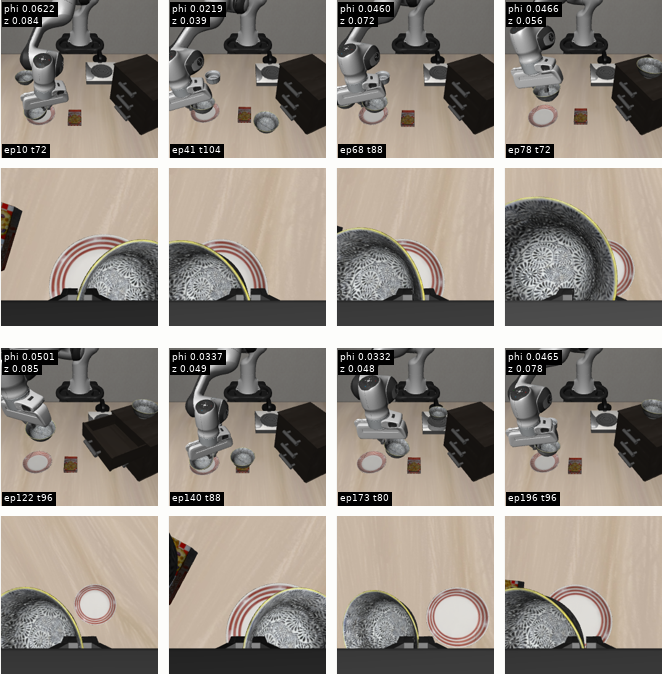 phi 0.0622
z 0.084
ep10 t72
phi 0.0219
z 0.039
ep41 t104
phi 0.0460
z 0.072
ep68 t88
phi 0.0466
z 0.056
ep78 t72
phi 0.0501
z 0.085
ep122 t96
phi 0.0337
z 0.049
ep140 t88
phi 0.0332
z 0.048
ep173 t80
phi 0.0465
z 0.078
ep196 t96